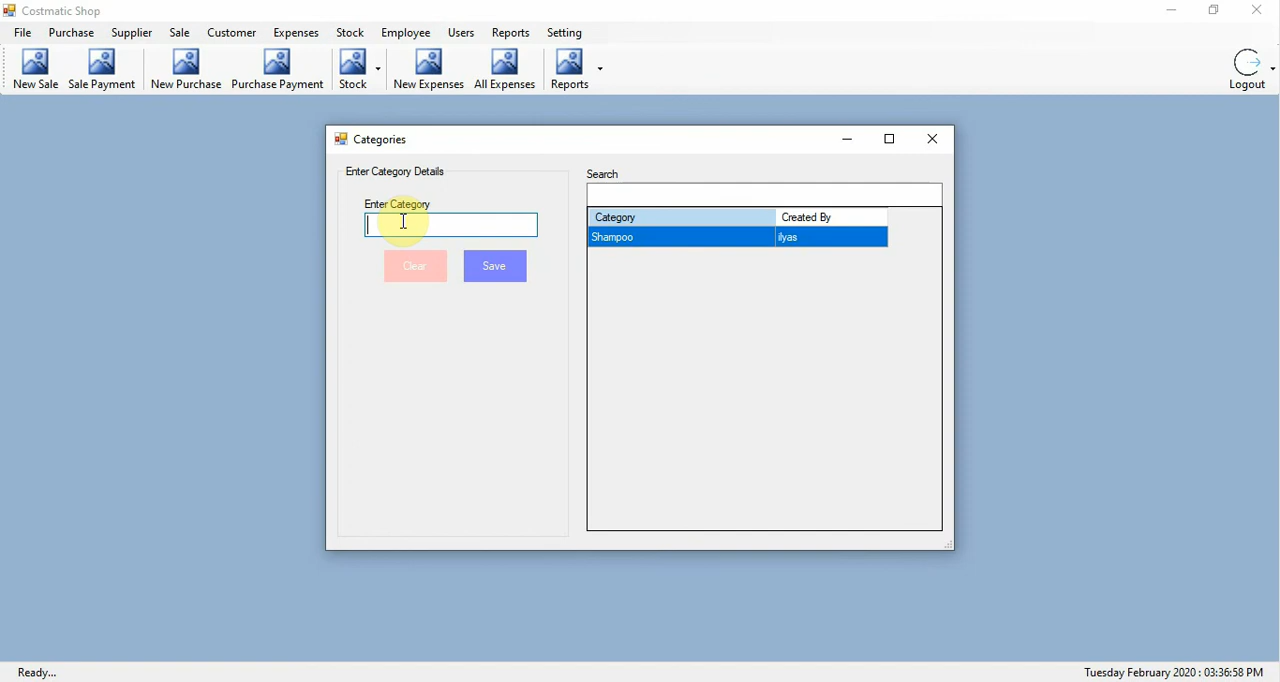 Costmatic Shop
File Purchase Supplier Sale Customer Expenses Stock Employee Users Reports Setting
New Sale Sale Payment New Purchase Purchase Payment Stock New Expenses All Expenses Reports Logout
Categories
Enter Category Details
Enter Category
Clear Save
Search
Category Created By
Shampoo ilyas
Ready... Tuesday February 2020 : 03:36:58 PM